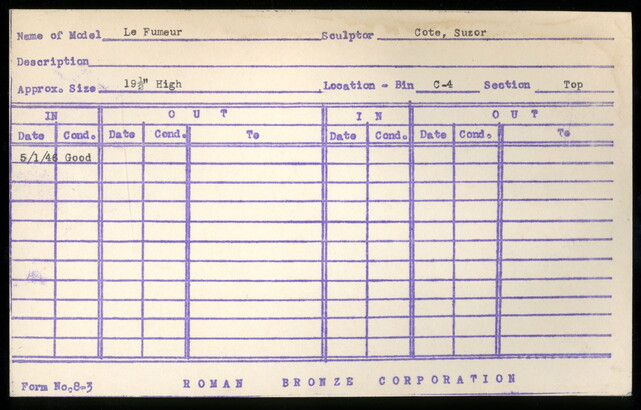 Name of Model Le Fumeur Sculptor Cote, Suzor
Description
Approx. Size 19½" High Location - Bin C-4 Section Top
IN OUT IN OUT
Date Cond. Date Cond. To Date Cond. Date Cond. To
5/1/46 Good
Form No. 8-3 ROMAN BRONZE CORPORATION